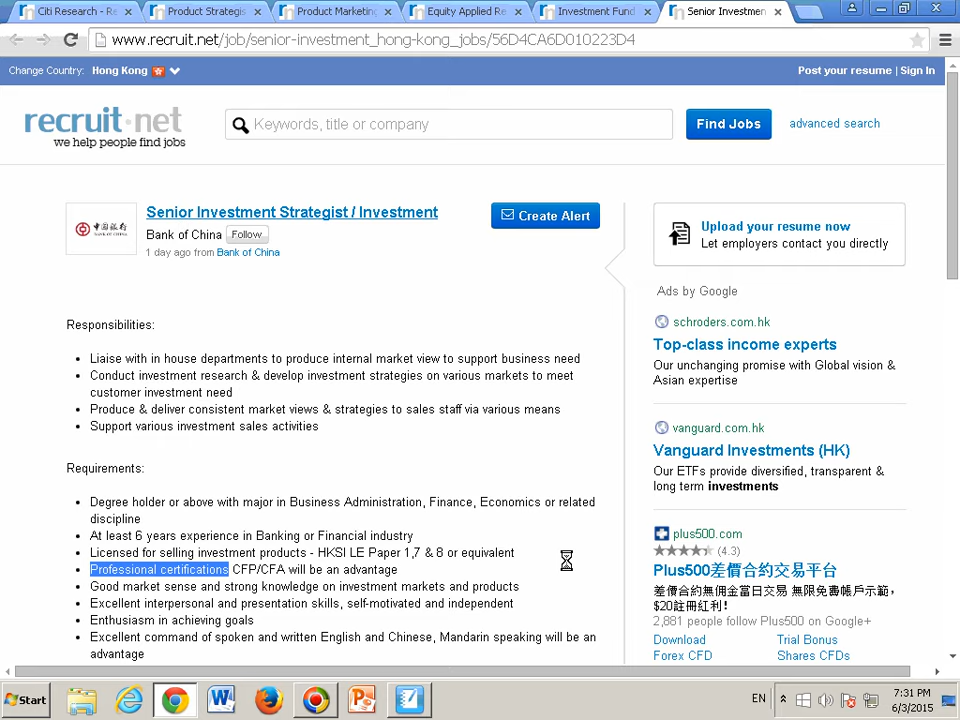 Citi Research - Re
Product Strategis
Product Marketing
Equity Applied Re
Investment Fund
Senior Investmen
www.recruit.net/job/senior-investment_hong-kong_jobs/56D4CA6D010223D4
Change Country: Hong Kong
Post your resume | Sign In
recruit.net
we help people find jobs
Keywords, title or company
Find Jobs
advanced search
中國銀行
Senior Investment Strategist / Investment
Bank of China Follow
1 day ago from Bank of China
Create Alert
Responsibilities:
• Liaise with in house departments to produce internal market view to support business need
• Conduct investment research & develop investment strategies on various markets to meet
customer investment need
• Produce & deliver consistent market views & strategies to sales staff via various means
• Support various investment sales activities
Requirements:
• Degree holder or above with major in Business Administration, Finance, Economics or related
discipline
• At least 6 years experience in Banking or Financial industry
• Licensed for selling investment products - HKSI LE Paper 1,7 & 8 or equivalent
• Professional certifications CFP/CFA will be an advantage
• Good market sense and strong knowledge on investment markets and products
• Excellent interpersonal and presentation skills, self-motivated and independent
• Enthusiasm in achieving goals
• Excellent command of spoken and written English and Chinese, Mandarin speaking will be an
advantage
Upload your resume now
Let employers contact you directly
Ads by Google
schroders.com.hk
Top-class income experts
Our unchanging promise with Global vision &
Asian expertise
vanguard.com.hk
Vanguard Investments (HK)
Our ETFs provide diversified, transparent &
long term investments
plus500.com
(4.3)
Plus500差價合約交易平台
差價合約無佣金當日交易 無限免費帳戶示範，
$20註冊紅利！
2,881 people follow Plus500 on Google+
Download Trial Bonus
Forex CFD Shares CFDs
Start
EN
7:31 PM
6/3/2015